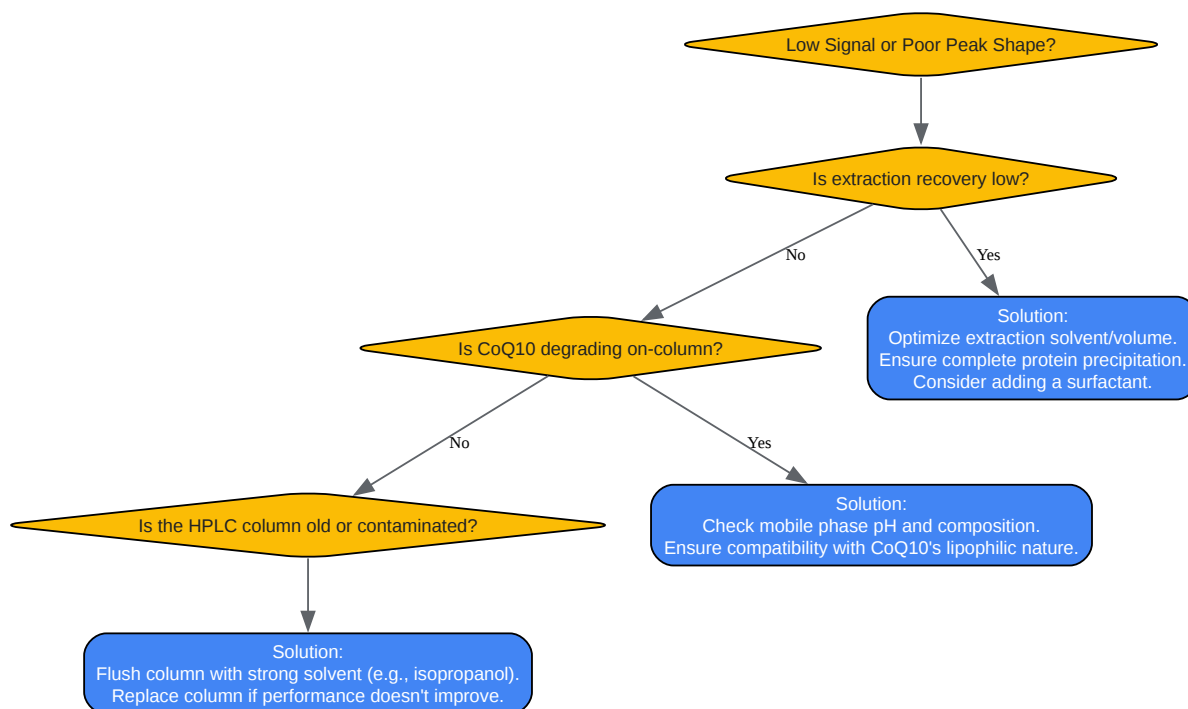 Low Signal or Poor Peak Shape?
Is extraction recovery low?
No
Yes
Solution:
Optimize extraction solvent/volume.
Ensure complete protein precipitation.
Consider adding a surfactant.
Is CoQ10 degrading on-column?
No
Yes
Solution:
Check mobile phase pH and composition.
Ensure compatibility with CoQ10's lipophilic nature.
Is the HPLC column old or contaminated?
Solution:
Flush column with strong solvent (e.g., isopropanol).
Replace column if performance doesn't improve.